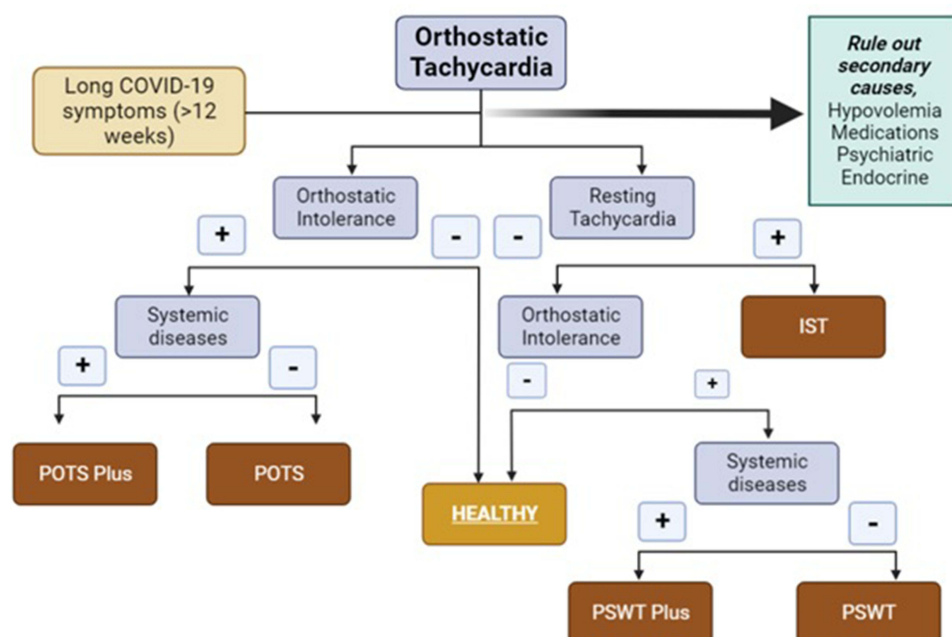 Orthostatic
Tachycardia
Long COVID-19
symptoms (>12
weeks)
Rule out
secondary
causes,
Hypovolemia
Medications
Psychiatric
Endocrine
Orthostatic
Intolerance
Resting
Tachycardia
+
-
-
+
Systemic
diseases
Orthostatic
Intolerance
IST
+
-
-
+
POTS Plus
POTS
HEALTHY
Systemic
diseases
+
-
PSWT Plus
PSWT